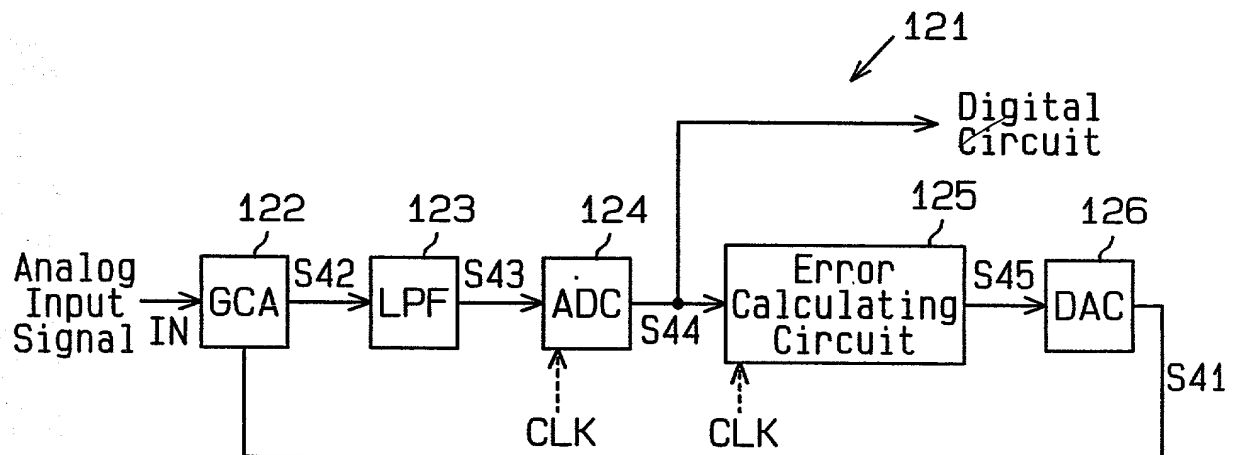 121
Digital
Circuit
122
123
124
125
126
Analog
Input
Signal
IN
GCA
S42
LPF
S43
ADC
S44
Error
Calculating
Circuit
S45
DAC
S41
CLK
CLK